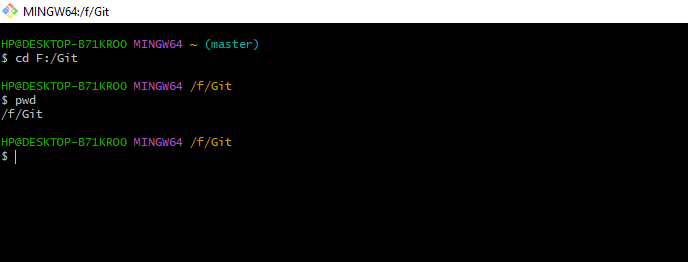 MINGW64:/f/Git
HP@DESKTOP-B71KROO MINGW64 ~ (master)
$ cd F:/Git
HP@DESKTOP-B71KROO MINGW64 /f/Git
$ pwd
/f/Git
HP@DESKTOP-B71KROO MINGW64 /f/Git
$